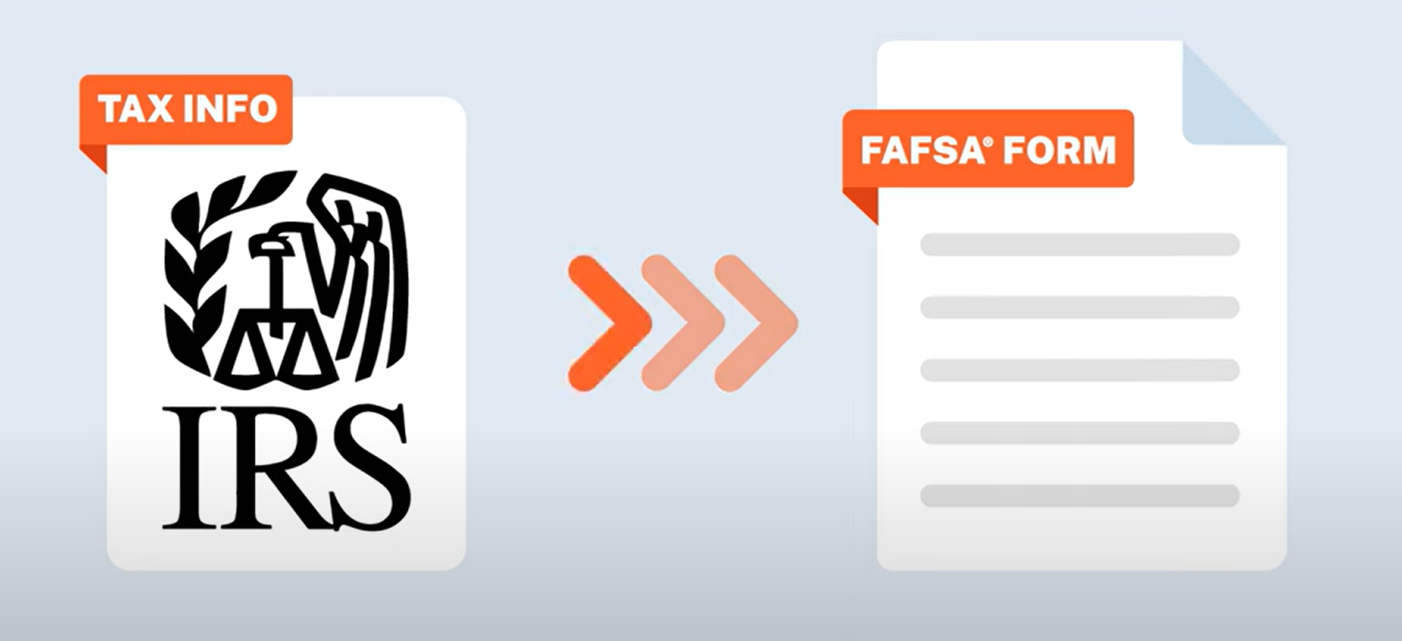 TAX INFO
IRS
FAFSA® FORM